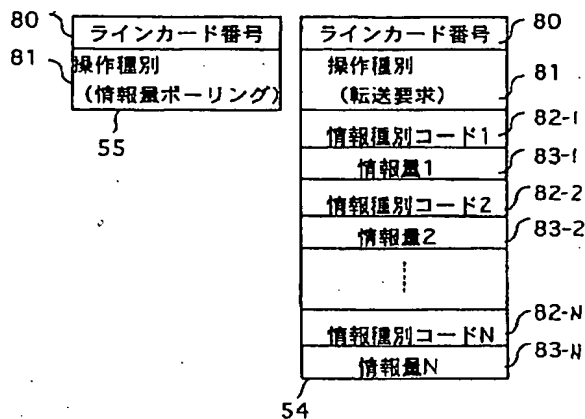 80
ラインカード番号
81
操作種別
(情報量ポーリング)
55
ラインカード番号
80
操作種別
(転送要求)
81
情報種別コード1
82-1
情報量1
83-1
情報種別コード2
82-2
情報量2
83-2
情報種別コードN
82-N
情報量N
83-N
54